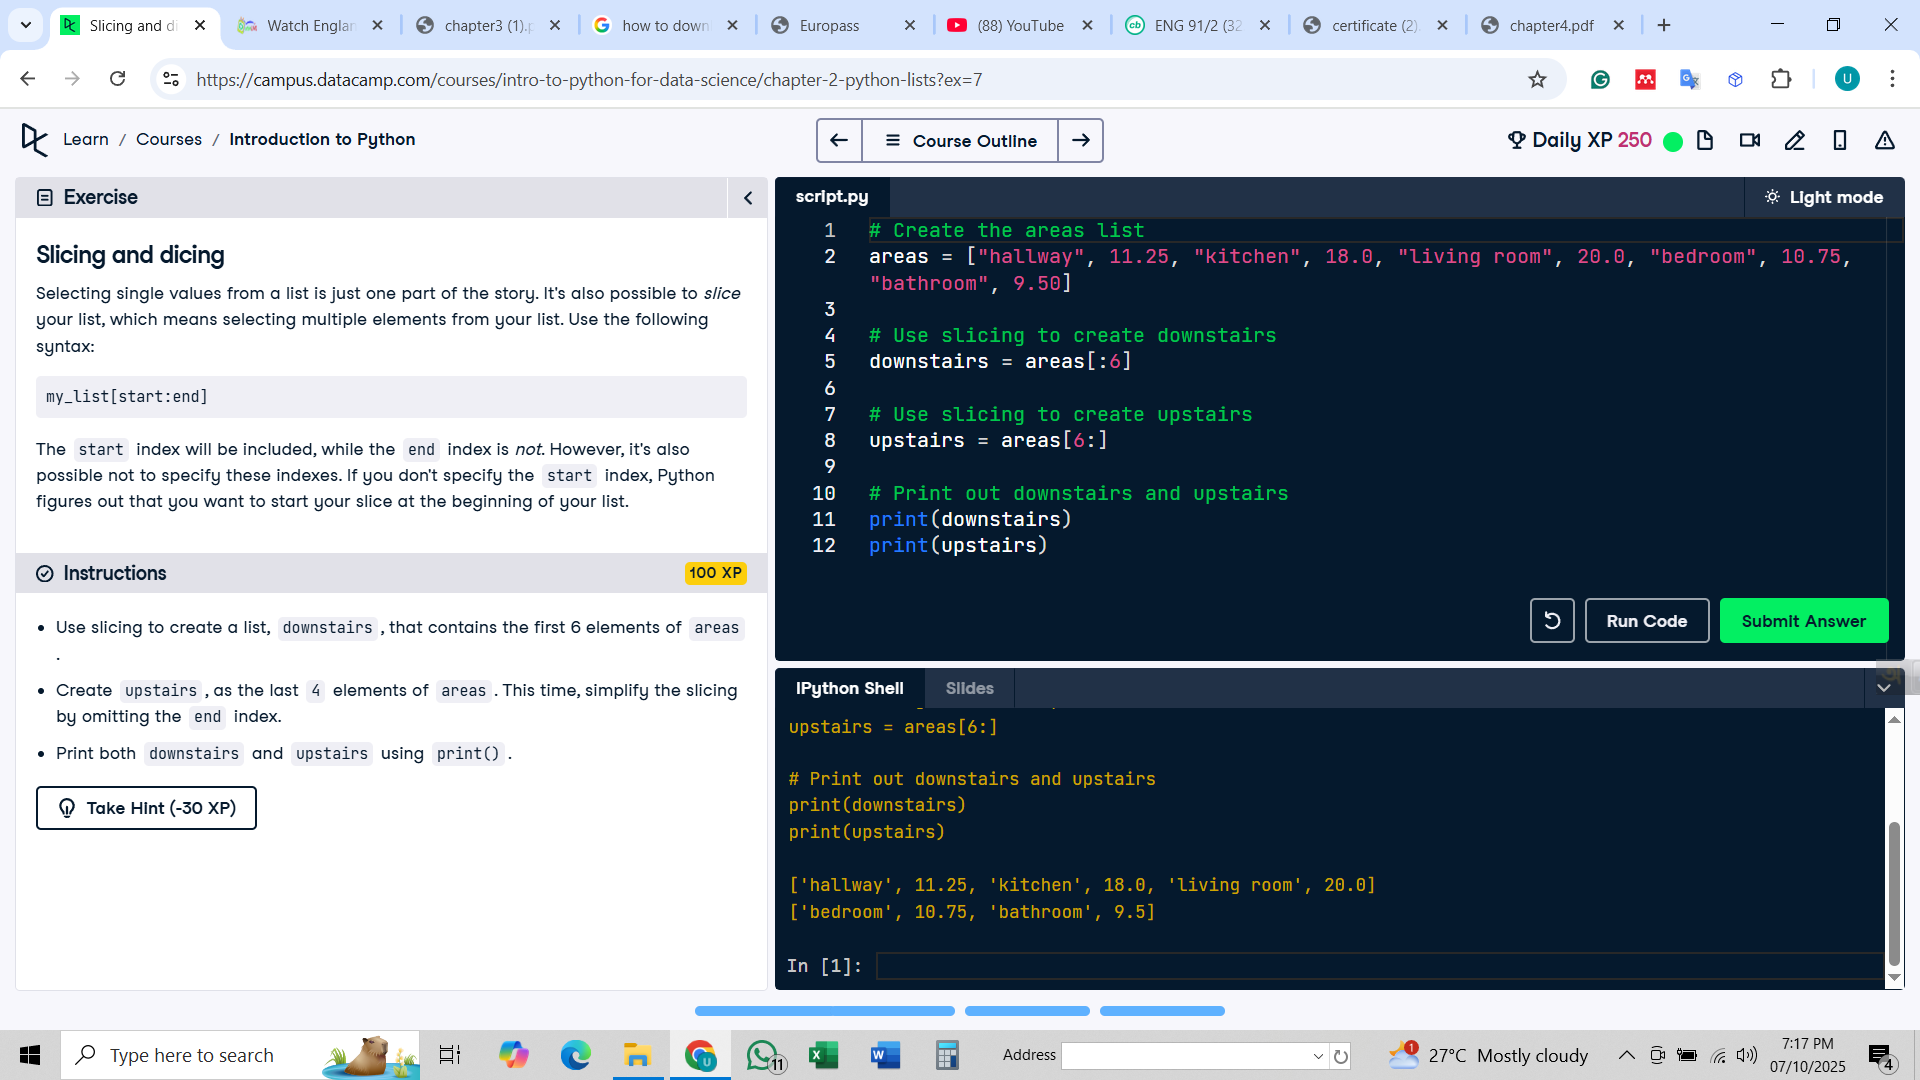 Slicing and di
Watch Englan
chapter3 (1).p
how to down
Europass
(88) YouTube
ENG 91/2 (32
certificate (2).
chapter4.pdf
https://campus.datacamp.com/courses/intro-to-python-for-data-science/chapter-2-python-lists?ex=7
U
Learn / Courses / Introduction to Python
Course Outline
Daily XP 250
Exercise
Slicing and dicing
Selecting single values from a list is just one part of the story. It's also possible to slice
your list, which means selecting multiple elements from your list. Use the following
syntax:
my_list[start:end]
The start index will be included, while the end index is not. However, it's also
possible not to specify these indexes. If you don't specify the start index, Python
figures out that you want to start your slice at the beginning of your list.
Instructions
100 XP
• Use slicing to create a list, downstairs, that contains the first 6 elements of areas
.
• Create upstairs, as the last 4 elements of areas. This time, simplify the slicing
by omitting the end index.
• Print both downstairs and upstairs using print().
Take Hint (-30 XP)
script.py
Light mode
1 # Create the areas list
2 areas = ["hallway", 11.25, "kitchen", 18.0, "living room", 20.0, "bedroom", 10.75,
"bathroom", 9.50]
3
4 # Use slicing to create downstairs
5 downstairs = areas[:6]
6
7 # Use slicing to create upstairs
8 upstairs = areas[6:]
9
10 # Print out downstairs and upstairs
11 print(downstairs)
12 print(upstairs)
Run Code
Submit Answer
IPython Shell
Slides
upstairs = areas[6:]
# Print out downstairs and upstairs
print(downstairs)
print(upstairs)
['hallway', 11.25, 'kitchen', 18.0, 'living room', 20.0]
['bedroom', 10.75, 'bathroom', 9.5]
In [1]:
Type here to search
11
Address
1
27°C Mostly cloudy
7:17 PM
07/10/2025
4